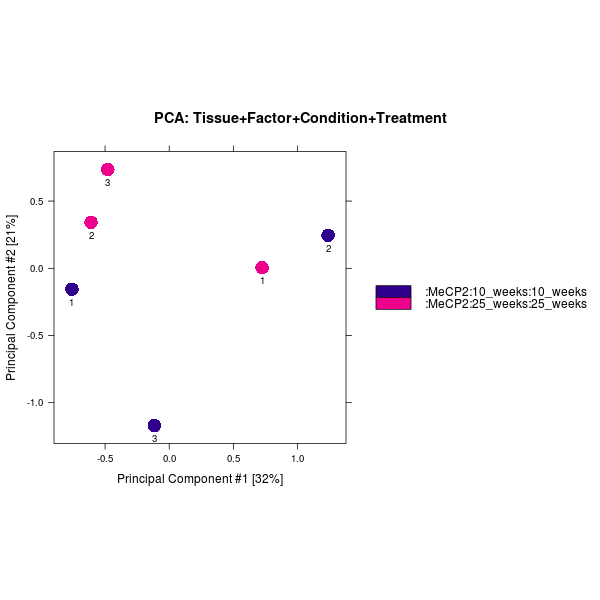 PCA: Tissue+Factor+Condition+Treatment
Principal Component #2 [21%]
0.5
0.0
-0.5
-1.0
3
2
2
1
1
3
:MeCP2:10_weeks:10_weeks
:MeCP2:25_weeks:25_weeks
-0.5
0.0
0.5
1.0
Principal Component #1 [32%]